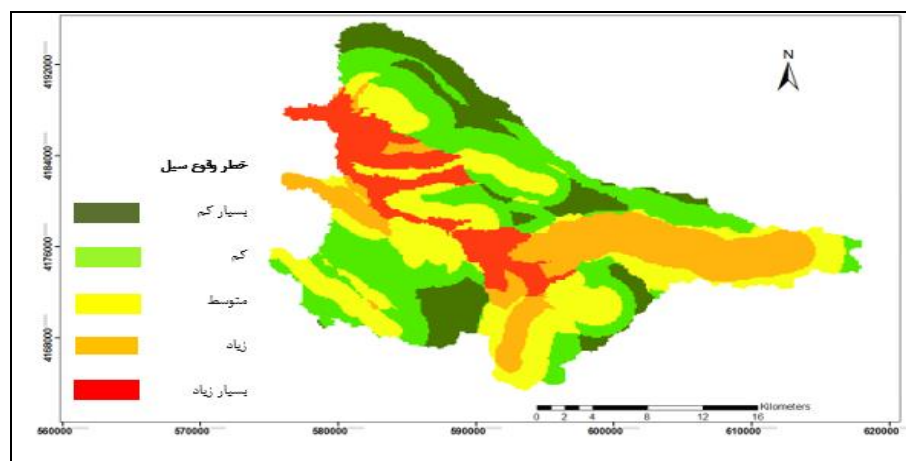 N
خطر وقوع سیل
بسیار کم
کم
متوسط
زیاد
بسیار زیاد
4192000
4184000
4176000
4168000
Kilometers
0 2 4 8 12 16
560000 570000 580000 590000 600000 610000 620000